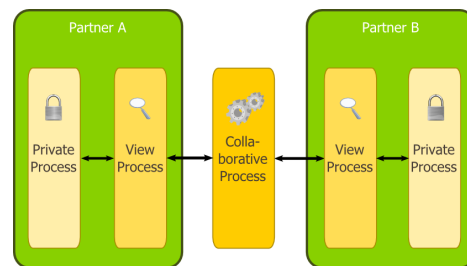 Partner A
Partner B
Private
Process
View
Process
Colla-
borative
Process
View
Process
Private
Process